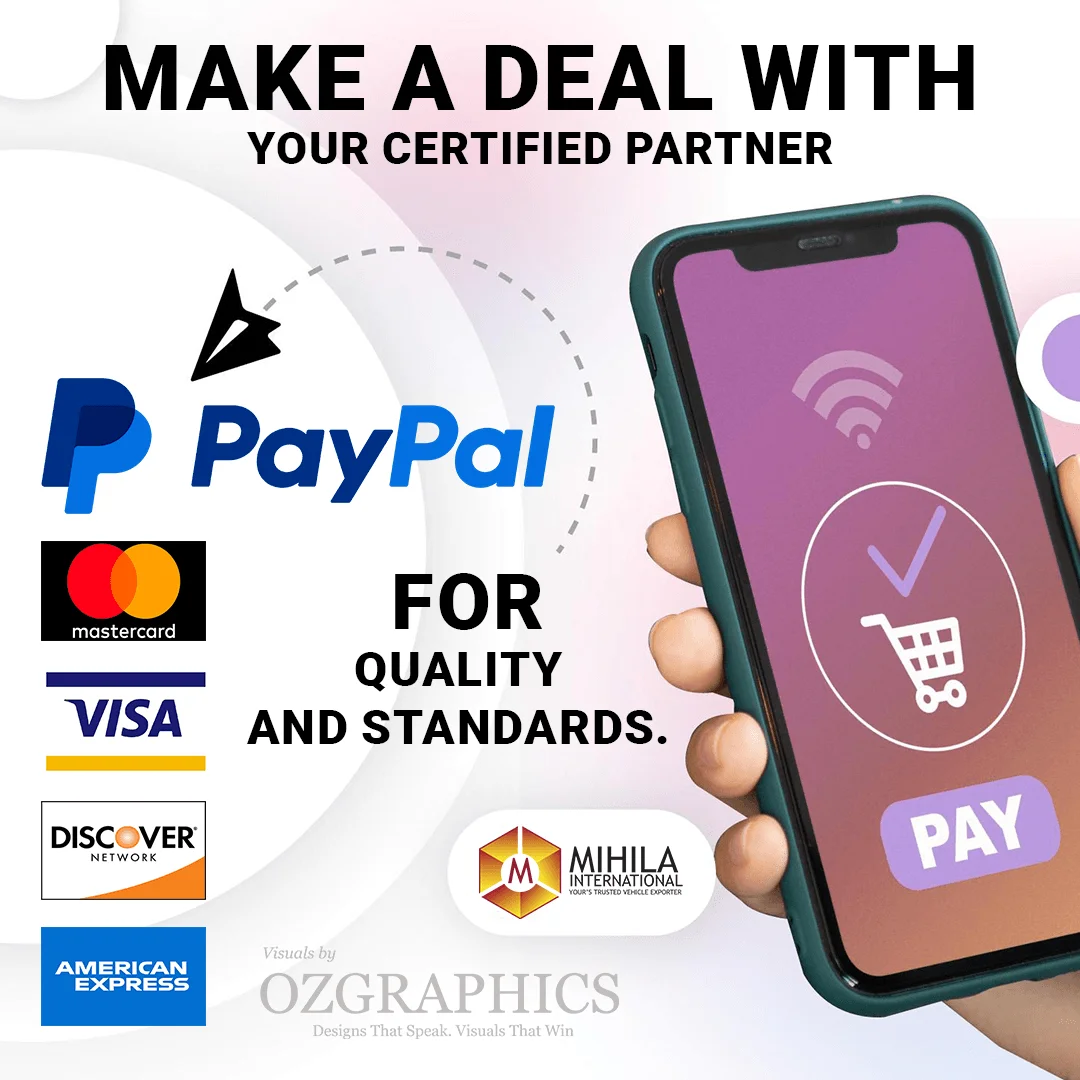 MAKE A DEAL WITH
YOUR CERTIFIED PARTNER
PayPal
mastercard
VISA
DISCOVER®
NETWORK
AMERICAN
EXPRESS
FOR
QUALITY
AND STANDARDS.
PAY
M
MIHILA
INTERNATIONAL
YOUR'S TRUSTED VEHICLE EXPORTER
Visuals by
OZGRAPHICS
Designs That Speak. Visuals That Win